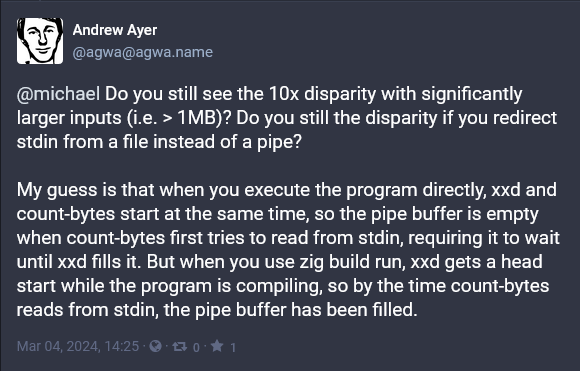 Andrew Ayer
@agwa@agwa.name
@michael Do you still see the 10x disparity with significantly
larger inputs (i.e. > 1MB)? Do you still the disparity if you redirect
stdin from a file instead of a pipe?
My guess is that when you execute the program directly, xxd and
count-bytes start at the same time, so the pipe buffer is empty
when count-bytes first tries to read from stdin, requiring it to wait
until xxd fills it. But when you use zig build run, xxd gets a head
start while the program is compiling, so by the time count-bytes
reads from stdin, the pipe buffer has been filled.
Mar 04, 2024, 14:25 · · 0 · 1